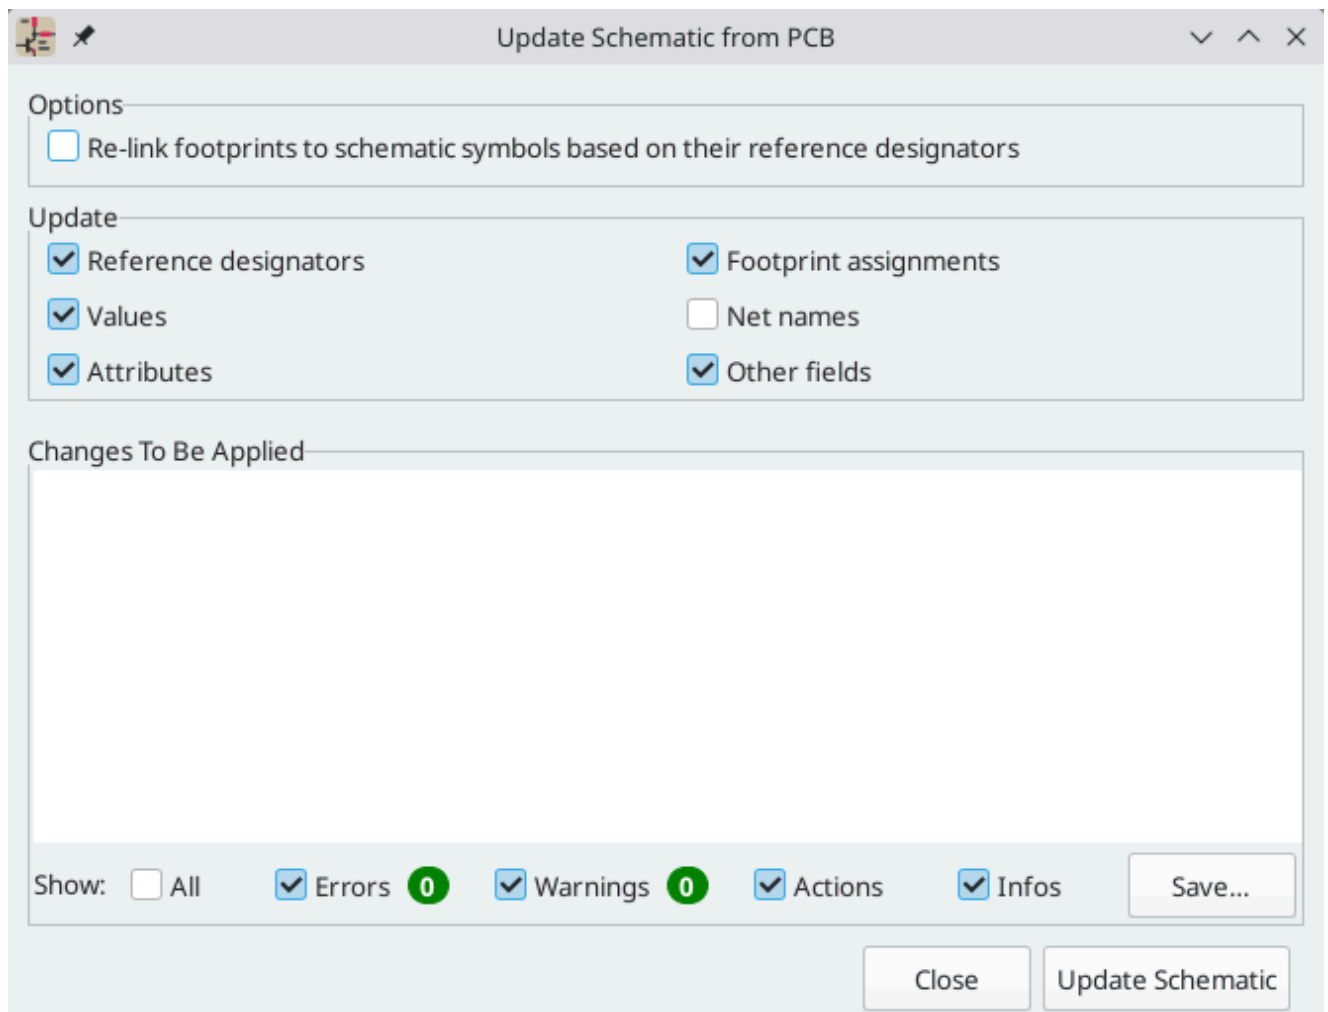 Update Schematic from PCB
Options
Re-link footprints to schematic symbols based on their reference designators
Update
Reference designators Footprint assignments
Values Net names
Attributes Other fields
Changes To Be Applied
Show: All Errors 0 Warnings 0 Actions Infos Save...
Close Update Schematic